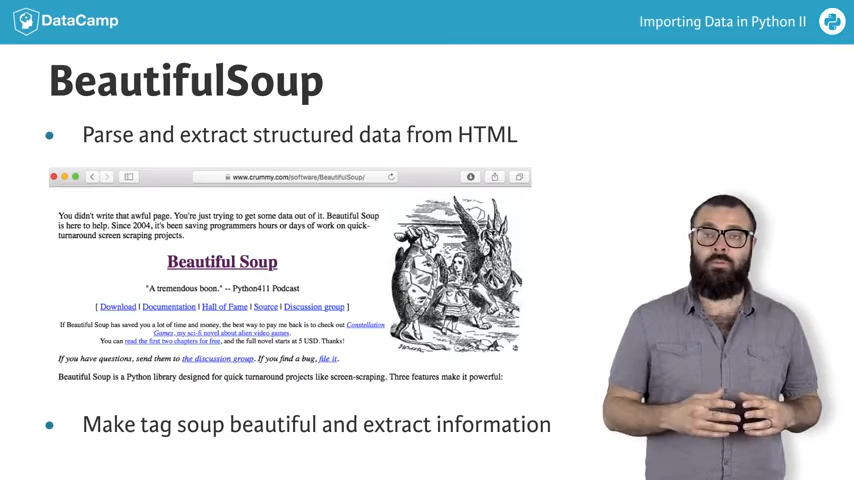 DataCamp
Importing Data in Python II
BeautifulSoup
• Parse and extract structured data from HTML
www.crummy.com/software/BeautifulSoup/
You didn't write that awful page. You're just trying to get some data out of it. Beautiful Soup
is here to help. Since 2004, it's been saving programmers hours or days of work on quick-
turnaround screen scraping projects.
Beautiful Soup
"A tremendous boon." -- Python411 Podcast
[ Download | Documentation | Hall of Fame | Source | Discussion group ]
If Beautiful Soup has saved you a lot of time and money, the best way to pay me back is to check out Constellation
Games, my sci-fi novel about alien video games.
You can read the first two chapters for free, and the full novel starts at 5 USD. Thanks!
If you have questions, send them to the discussion group. If you find a bug, file it.
Beautiful Soup is a Python library designed for quick turnaround projects like screen-scraping. Three features make it powerful:
• Make tag soup beautiful and extract information